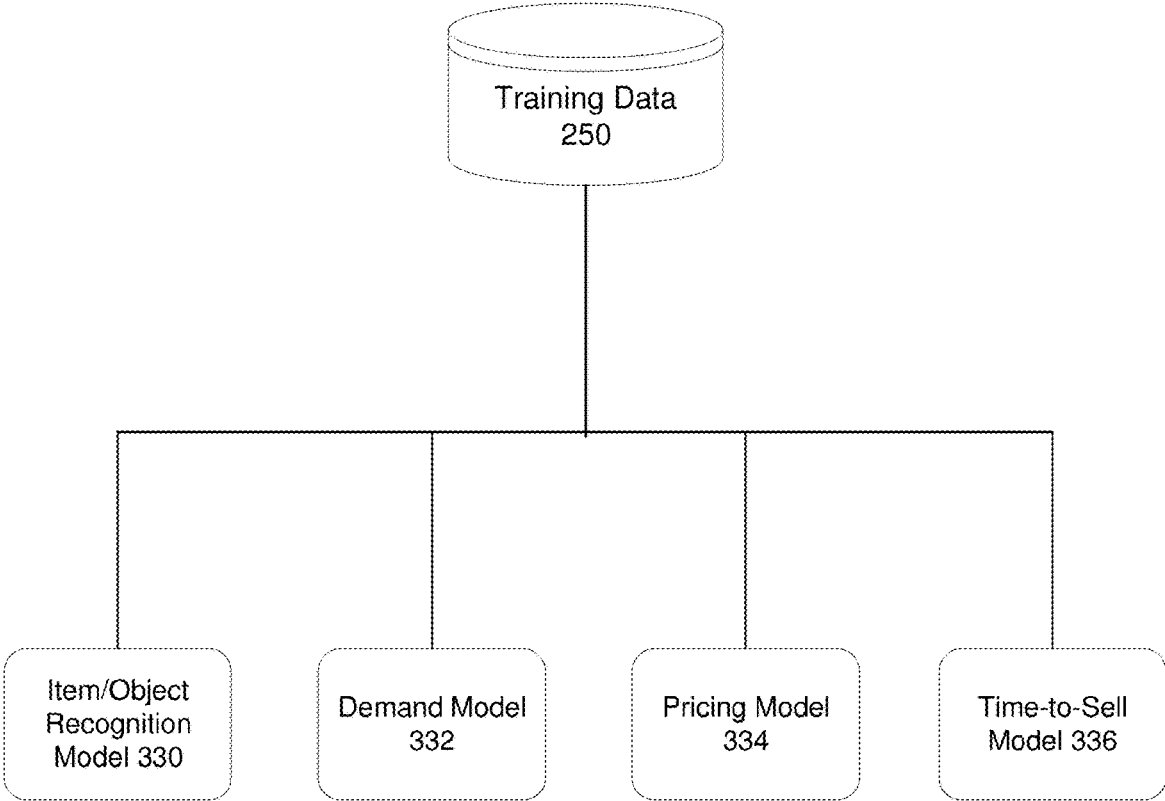 Training Data
250
Item/Object
Recognition
Model 330
Demand Model
332
Pricing Model
334
Time-to-Sell
Model 336